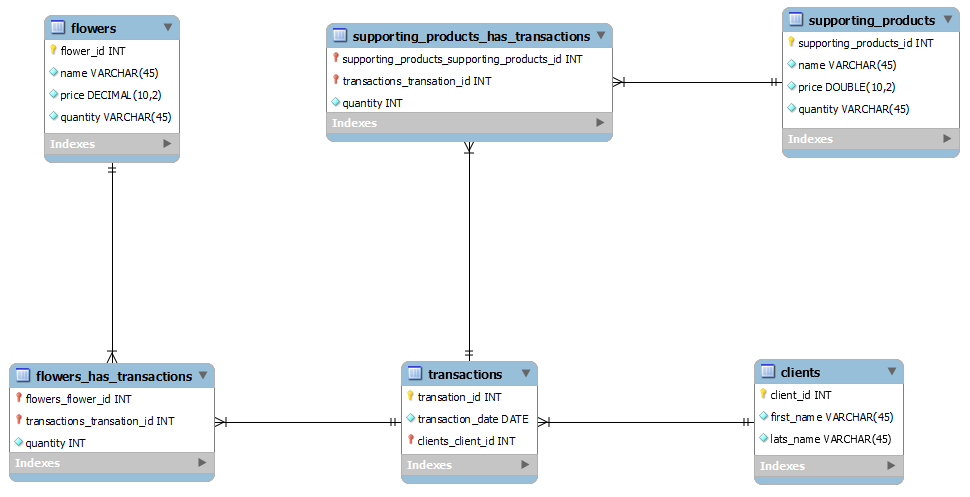 flowers
flower_id INT
name VARCHAR(45)
price DECIMAL(10,2)
quantity VARCHAR(45)
Indexes
supporting_products_has_transactions
supporting_products_supporting_products_id INT
transactions_transation_id INT
quantity INT
Indexes
supporting_products
supporting_products_id INT
name VARCHAR(45)
price DOUBLE(10,2)
quantity VARCHAR(45)
Indexes
flowers_has_transactions
flowers_flower_id INT
transactions_transation_id INT
quantity INT
Indexes
transactions
transation_id INT
transaction_date DATE
clients_client_id INT
Indexes
clients
client_id INT
first_name VARCHAR(45)
lats_name VARCHAR(45)
Indexes